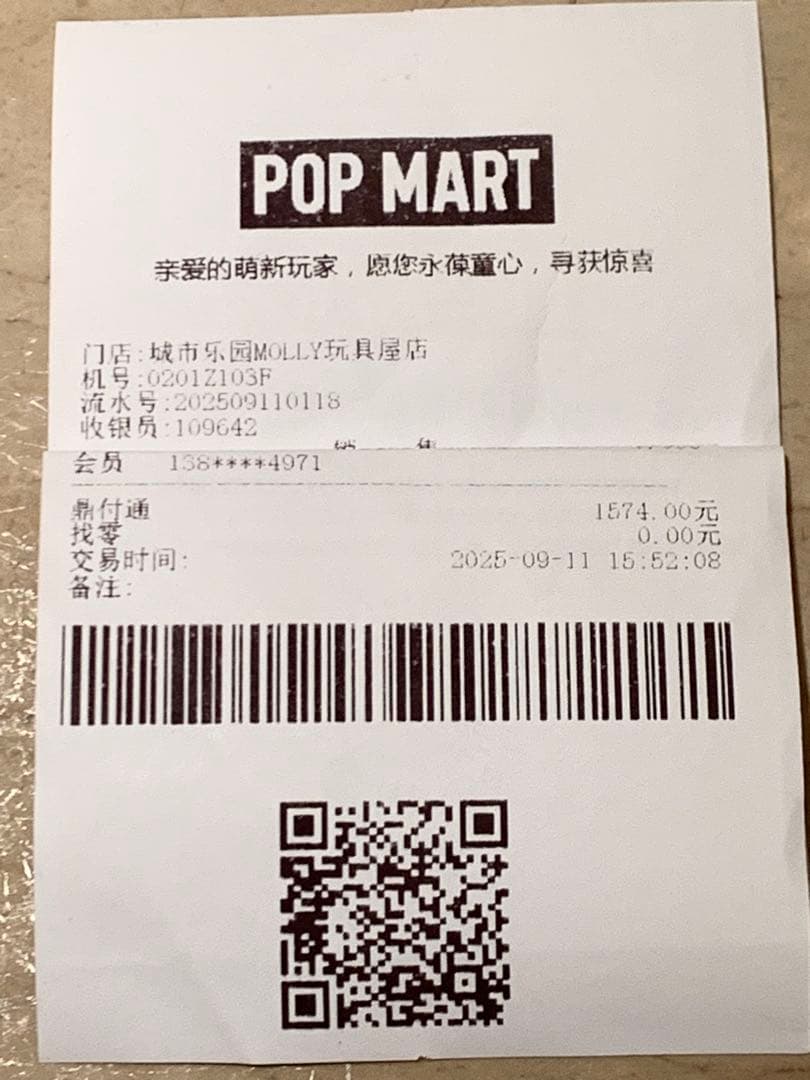 POP MART
亲爱的萌新玩家，愿您永葆童心，寻获惊喜
门店:城市乐园MOLLY玩具屋店
机号:0201Z103F
流水号:202509110118
收银员:109642
会员 138****4971
鼎付通 1574.00元
找零 0.00元
交易时间: 2025-09-11 15:52:08
备注: